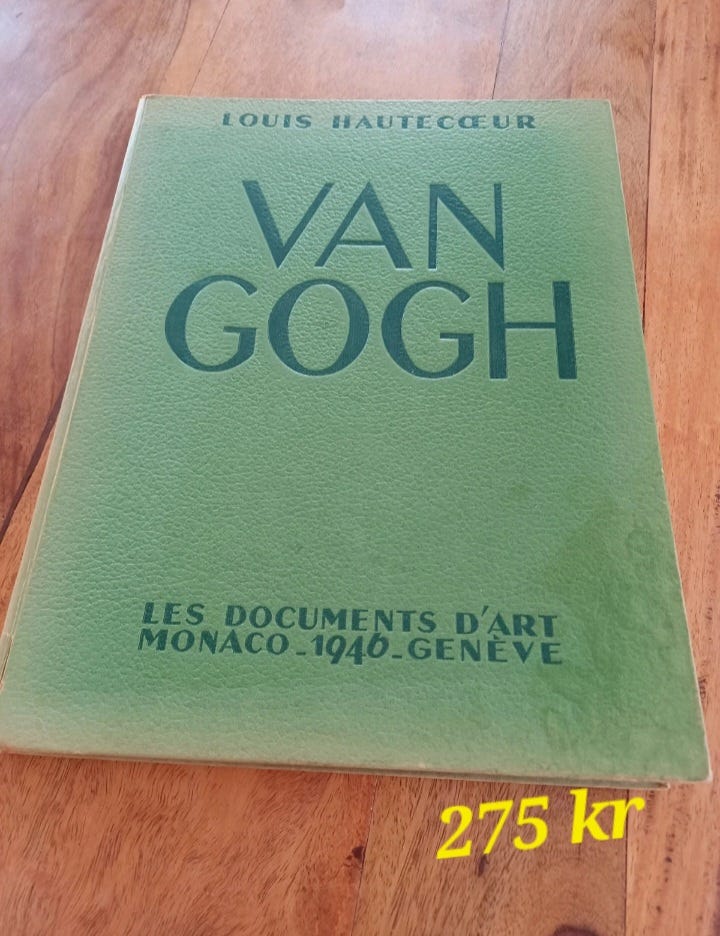 LOUIS HAUTECŒUR
VAN
GOGH
LES DOCUMENTS D'ART
MONACO-1946-GENÈVE
275 kr